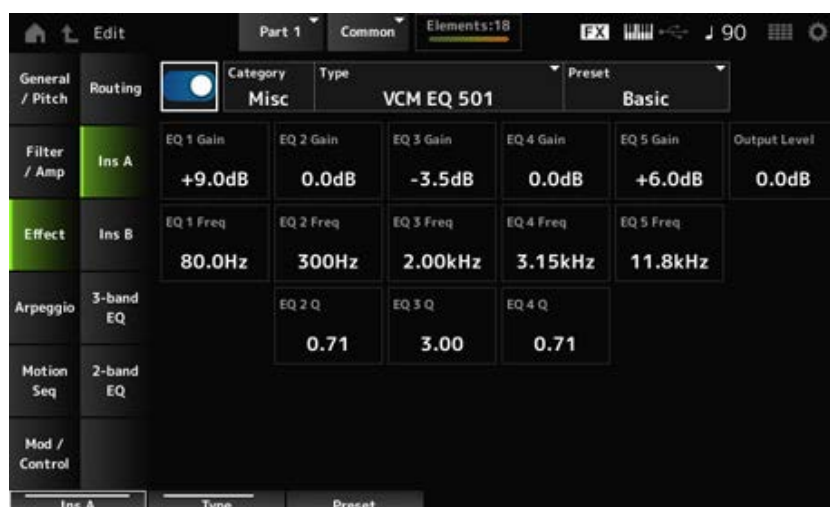 Edit
Part 1
Common
Elements:18
FX
90
General / Pitch
Routing
Category
Misc
Type
VCM EQ 501
Preset
Basic
Filter / Amp
Ins A
EQ 1 Gain
+9.0dB
EQ 2 Gain
0.0dB
EQ 3 Gain
-3.5dB
EQ 4 Gain
0.0dB
EQ 5 Gain
+6.0dB
Output Level
0.0dB
Effect
Ins B
EQ 1 Freq
80.0Hz
EQ 2 Freq
300Hz
EQ 3 Freq
2.00kHz
EQ 4 Freq
3.15kHz
EQ 5 Freq
11.8kHz
Arpeggio
3-band EQ
EQ 2 Q
0.71
EQ 3 Q
3.00
EQ 4 Q
0.71
Motion Seq
2-band EQ
Mod / Control
Ins A
Type
Preset